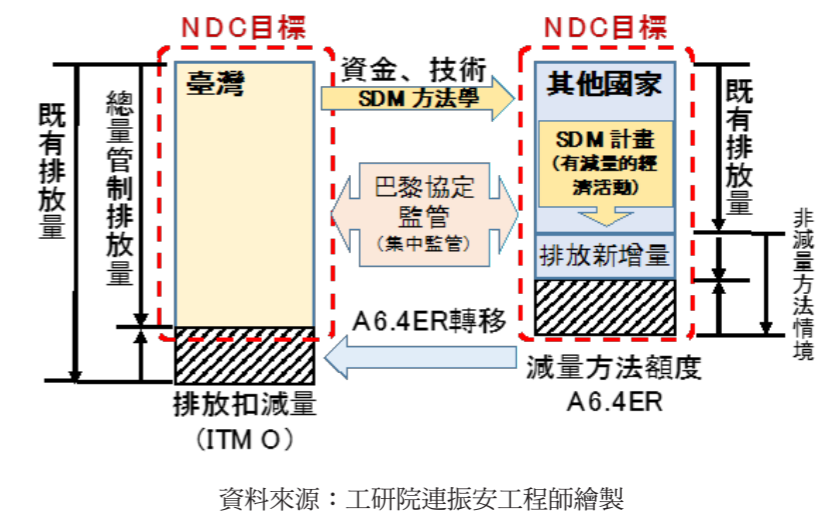 NDC目標
NDC目標
既有排放量
總量管制排放量
臺灣
資金、技術
SDM 方法學
其他國家
SDM 計畫
(有減量的經
濟活動)
既有排放量
巴黎協定
監管
(集中監管)
排放新增量
非減量方法情境
A6.4ER轉移
減量方法額度
A6.4ER
排放扣減量
(ITM O)
資料來源：工研院連振安工程師繪製